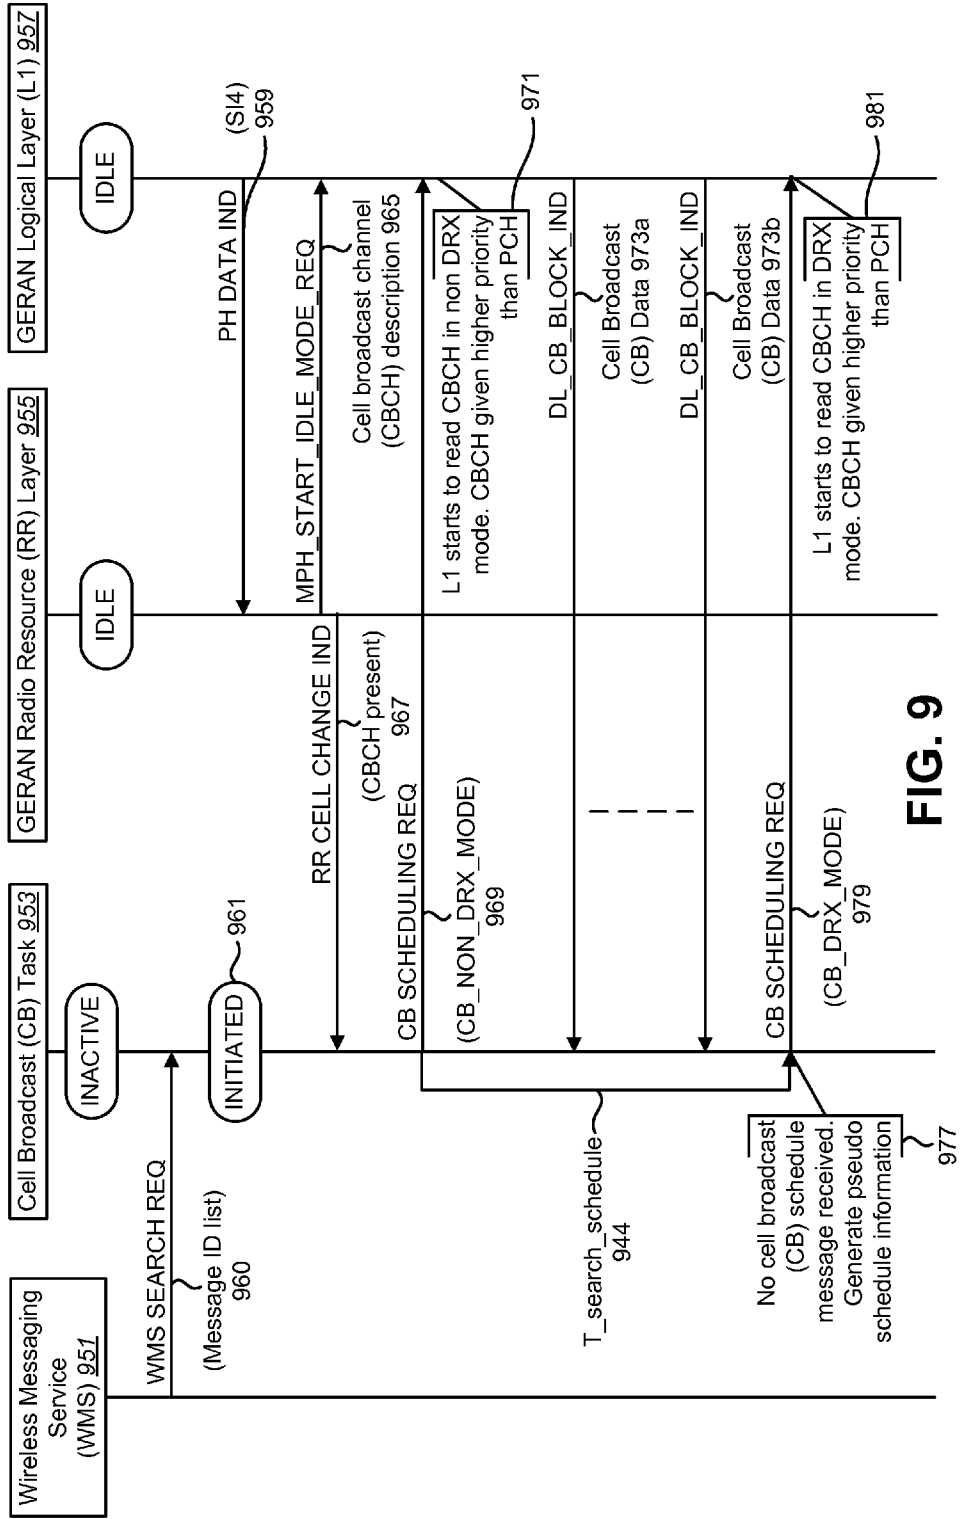 Wireless Messaging
Service
(WMS) 951
Cell Broadcast (CB) Task 953
GERAN Radio Resource (RR) Layer 955
GERAN Logical Layer (L1) 957
INACTIVE
IDLE
IDLE
WMS SEARCH REQ
(Message ID list)
960
INITIATED
961
PH DATA IND
(SI4)
959
MPH_START_IDLE_MODE_REQ
Cell broadcast channel
(CBCH) description 965
RR CELL CHANGE IND
(CBCH present)
967
CB SCHEDULING REQ
(CB_NON_DRX_MODE)
969
L1 starts to read CBCH in non DRX
mode. CBCH given higher priority
than PCH
971
DL_CB_BLOCK_IND
Cell Broadcast
(CB) Data 973a
T_search_schedule
944
DL_CB_BLOCK_IND
Cell Broadcast
(CB) Data 973b
No cell broadcast
(CB) schedule
message received.
Generate pseudo
schedule information
977
CB SCHEDULING REQ
(CB_DRX_MODE)
979
L1 starts to read CBCH in DRX
mode. CBCH given higher priority
than PCH
981
FIG. 9